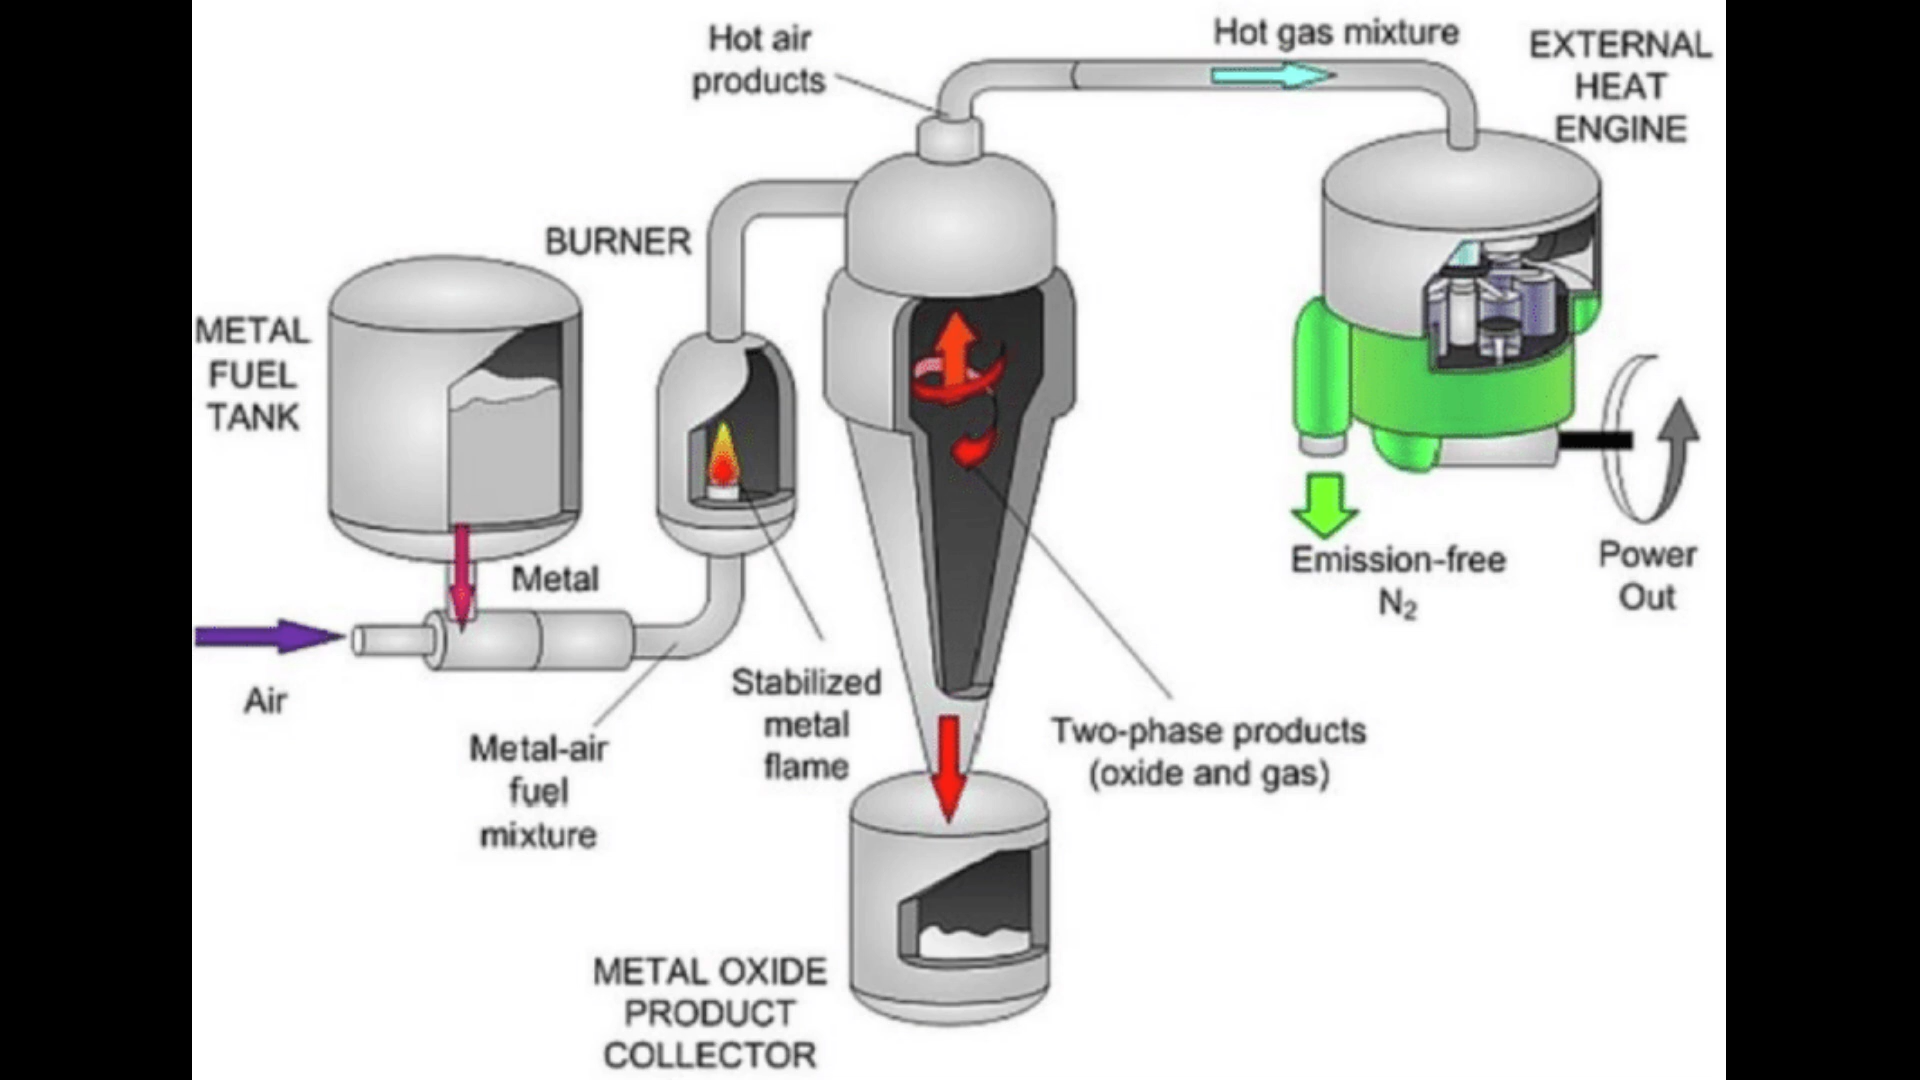 Hot air
products
Hot gas mixture
EXTERNAL
HEAT
ENGINE
BURNER
METAL
FUEL
TANK
Metal
Air
Metal-air
fuel
mixture
Stabilized
metal
flame
Two-phase products
(oxide and gas)
Emission-free
N₂
Power
Out
METAL OXIDE
PRODUCT
COLLECTOR